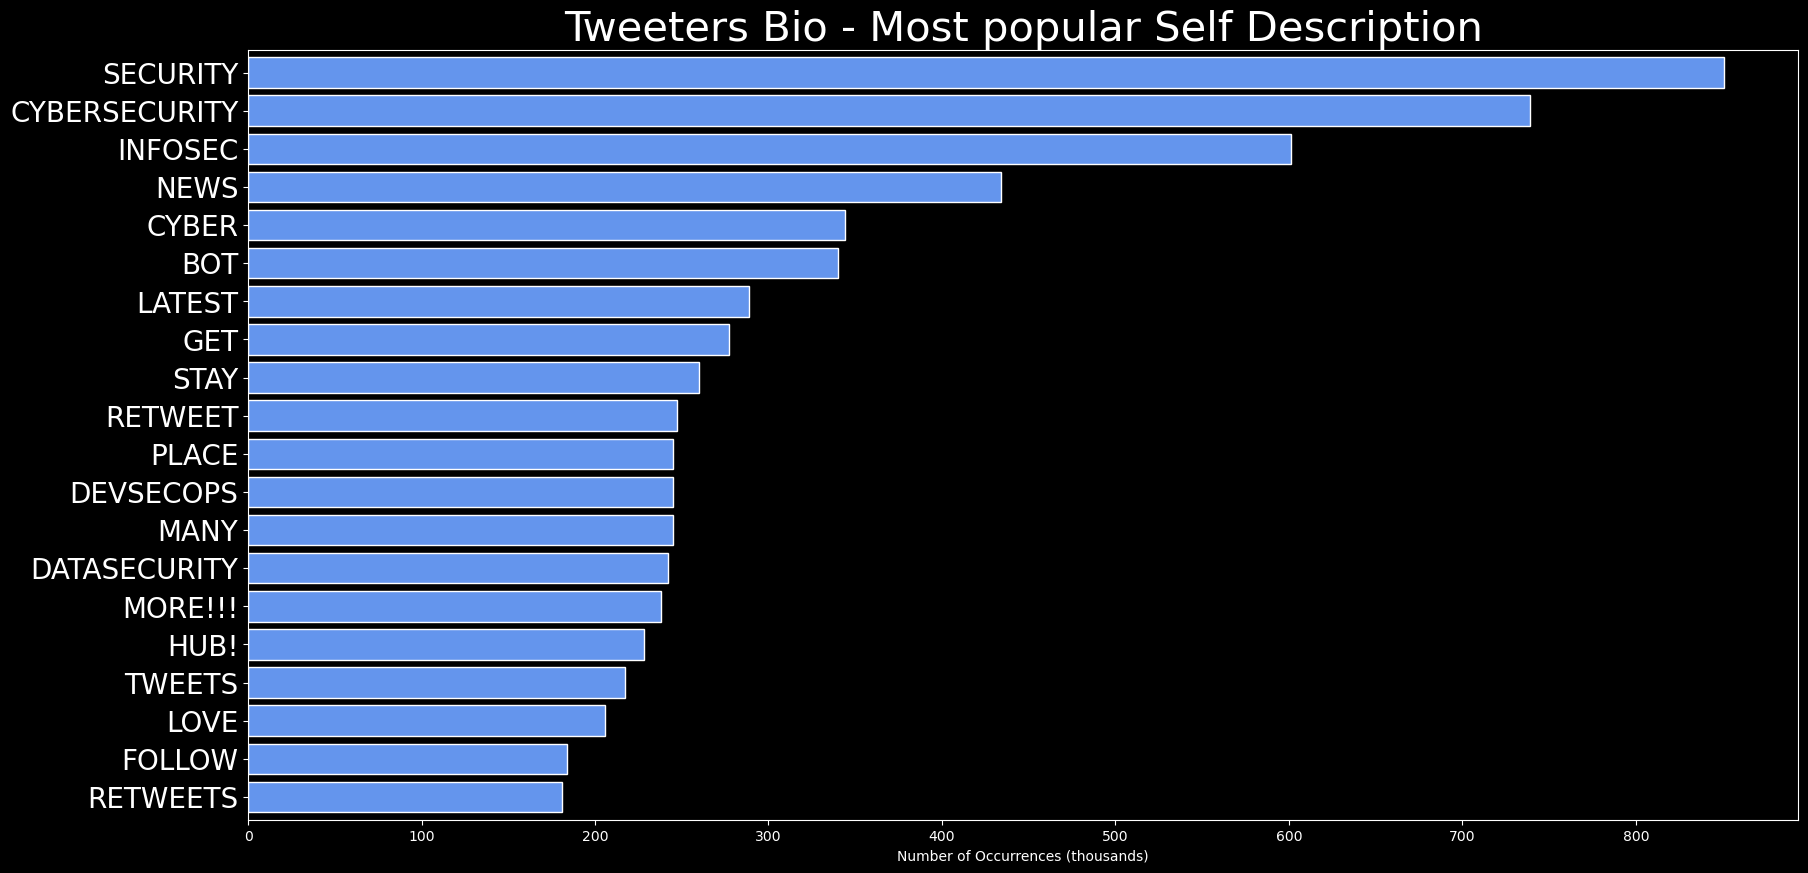 Tweeters Bio - Most popular Self Description
SECURITY
CYBERSECURITY
INFOSEC
NEWS
CYBER
BOT
LATEST
GET
STAY
RETWEET
PLACE
DEVSECOPS
MANY
DATASECURITY
MORE!!!
HUB!
TWEETS
LOVE
FOLLOW
RETWEETS
0 100 200 300 400 500 600 700 800
Number of Occurrences (thousands)